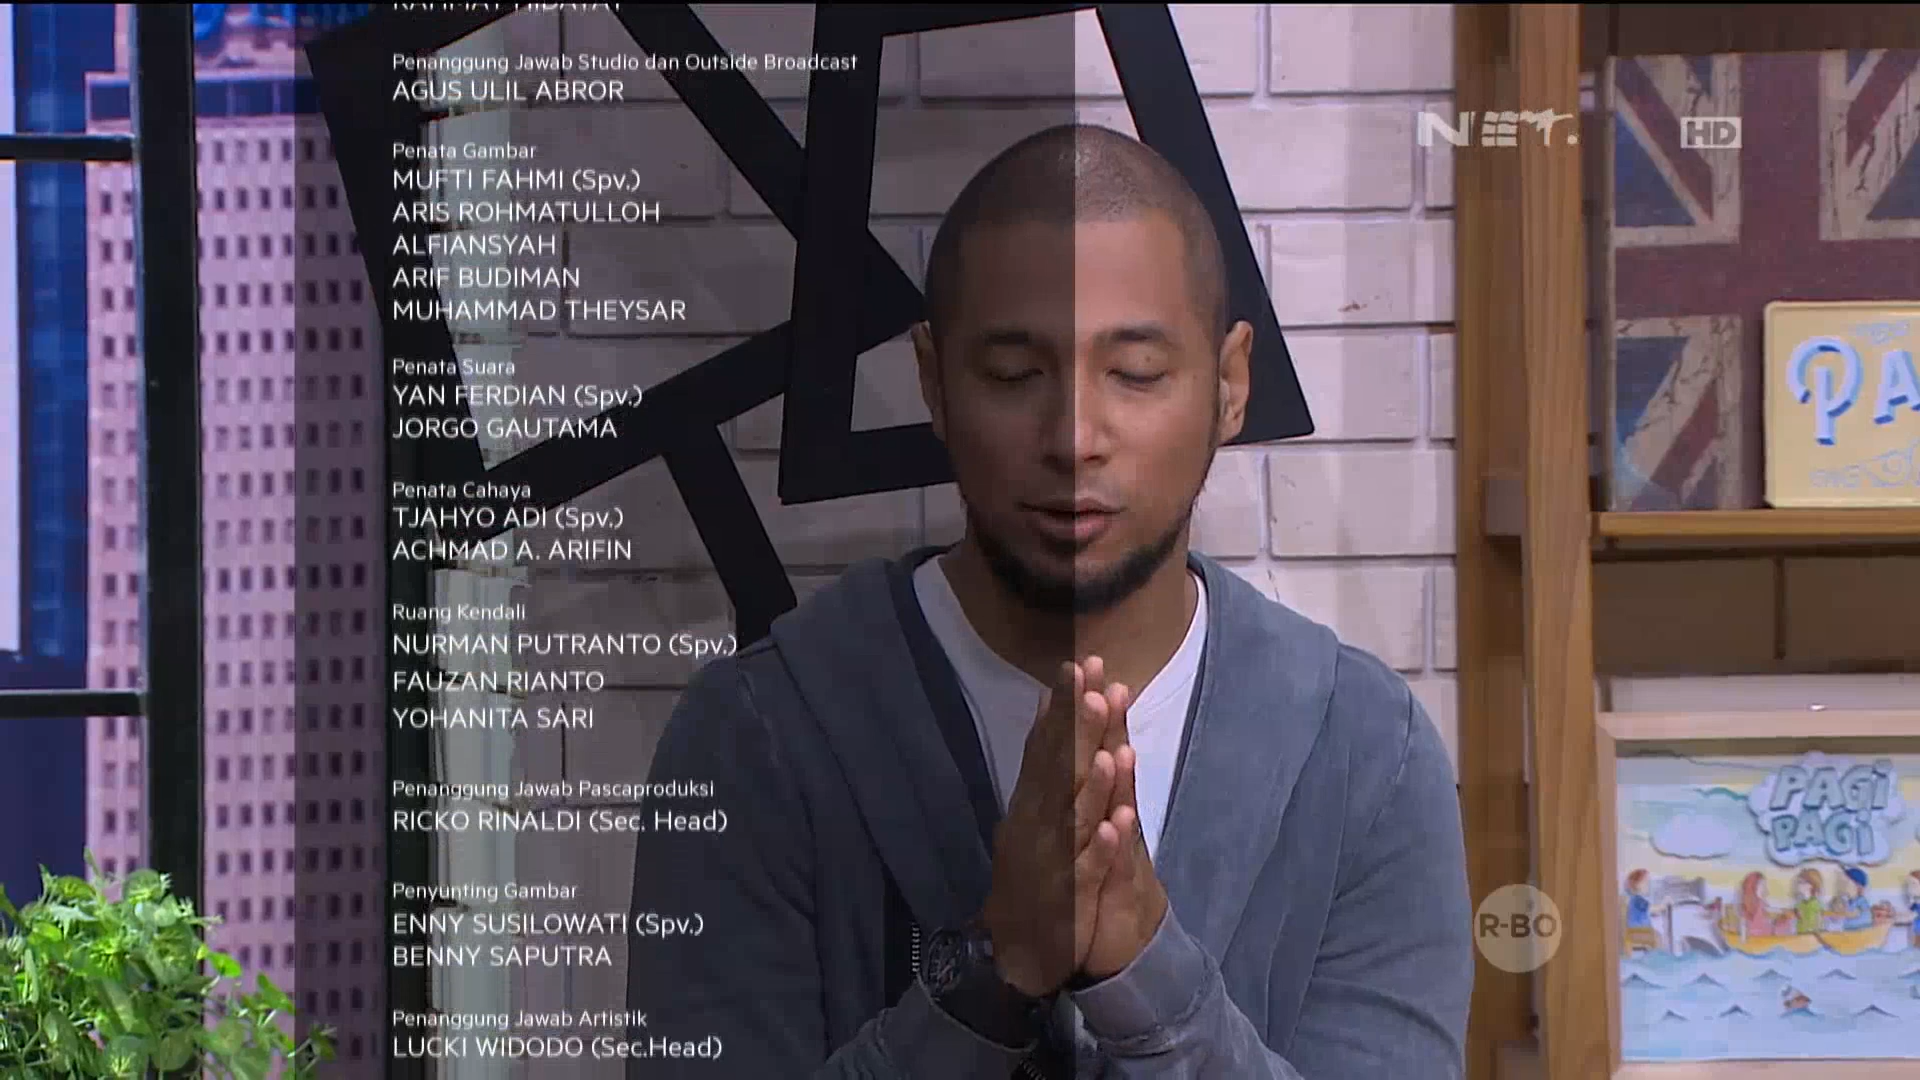 RAHMAT HIDAYAT
Penanggung Jawab Studio dan Outside Broadcast
AGUS ULIL ABROR
Penata Gambar
MUFTI FAHMI (Spv.)
ARIS ROHMATULLOH
ALFIANSYAH
ARIF BUDIMAN
MUHAMMAD THEYSAR
Penata Suara
YAN FERDIAN (Spv.)
JORGO GAUTAMA
Penata Cahaya
TJAHYO ADI (Spv.)
ACHMAD A. ARIFIN
Ruang Kendali
NURMAN PUTRANTO (Spv.)
FAUZAN RIANTO
YOHANITA SARI
Penanggung Jawab Pascaproduksi
RICKO RINALDI (Sec. Head)
Penyunting Gambar
ENNY SUSILOWATI (Spv.)
BENNY SAPUTRA
Penanggung Jawab Artistik
LUCKI WIDODO (Sec.Head)
NET.
HD
PA
PAGI
PAGI
R-BO